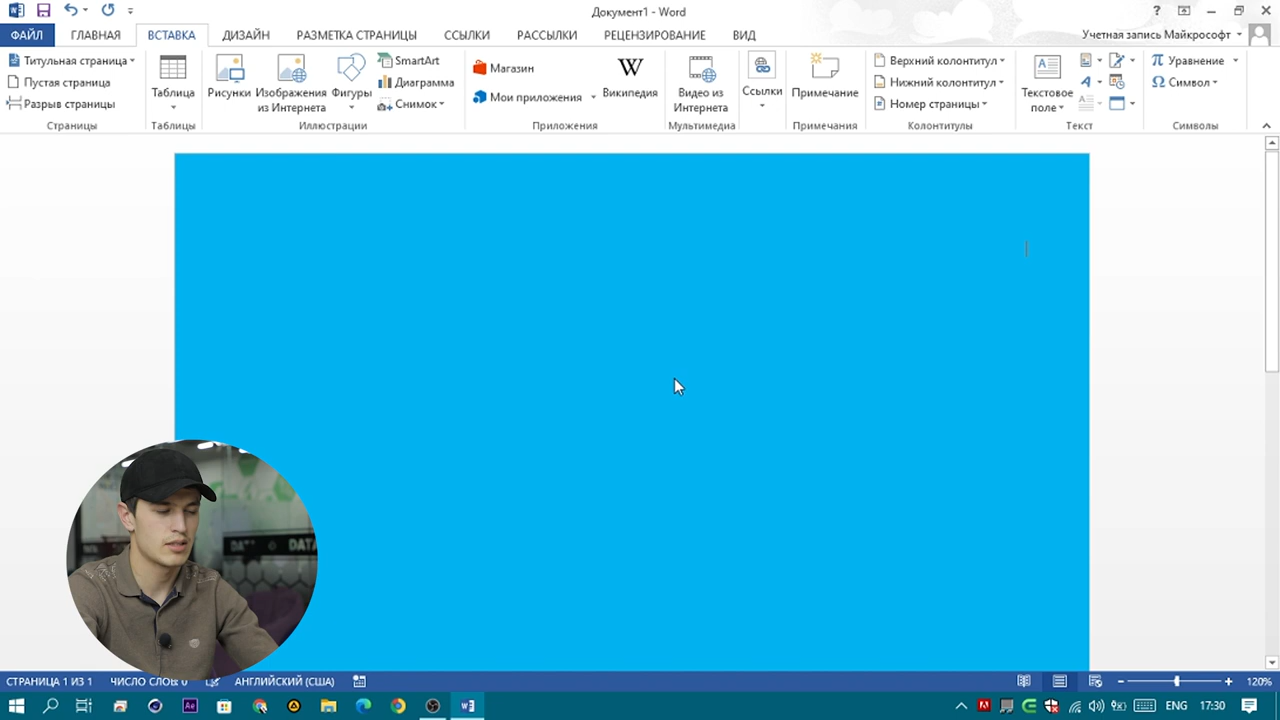 Документ1 - Word
ФАЙЛ ГЛАВНАЯ ВСТАВКА ДИЗАЙН РАЗМЕТКА СТРАНИЦЫ ССЫЛКИ РАССЫЛКИ РЕЦЕНЗИРОВАНИЕ ВИД Учетная запись Майкрософт
Титульная страница
Пустая страница
Разрыв страницы
Страницы
Таблица
Таблицы
Рисунки
Изображения
из Интернета
Фигуры
SmartArt
Диаграмма
Снимок
Иллюстрации
Магазин
Мои приложения
W
Википедия
Приложения
Видео из
Интернета
Мультимедиа
Ссылки
Примечание
Примечания
Верхний колонтитул
Нижний колонтитул
Номер страницы
Колонтитулы
Текстовое
поле
Текст
π Уравнение
Ω Символ
Символы
DATA
СТРАНИЦА 1 ИЗ 1 ЧИСЛО СЛОВ: 0 АНГЛИЙСКИЙ (США) 120%
Ae ENG 17:30